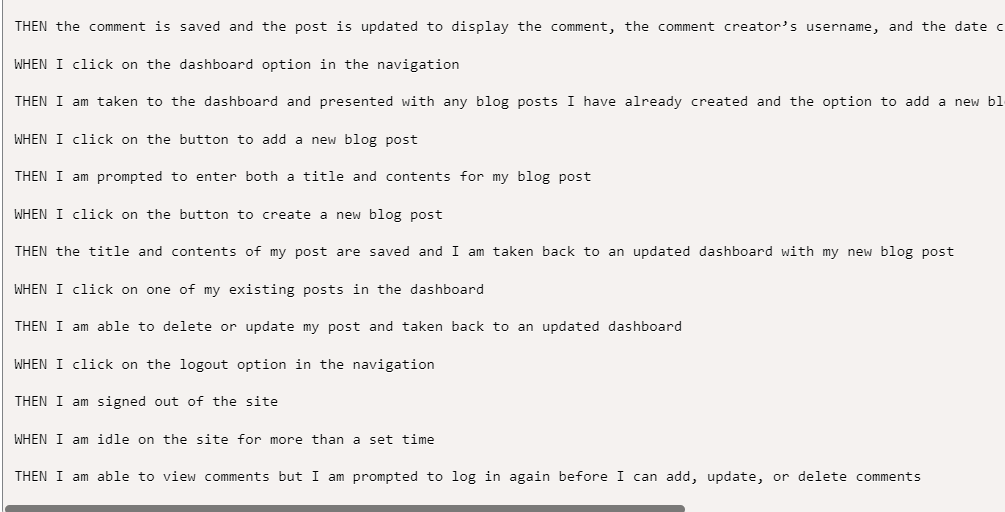 THEN the comment is saved and the post is updated to display the comment, the comment creator’s username, and the date
WHEN I click on the dashboard option in the navigation
THEN I am taken to the dashboard and presented with any blog posts I have already created and the option to add a new
WHEN I click on the button to add a new blog post
THEN I am prompted to enter both a title and contents for my blog post
WHEN I click on the button to create a new blog post
THEN the title and contents of my post are saved and I am taken back to an updated dashboard with my new blog post
WHEN I click on one of my existing posts in the dashboard
THEN I am able to delete or update my post and taken back to an updated dashboard
WHEN I click on the logout option in the navigation
THEN I am signed out of the site
WHEN I am idle on the site for more than a set time
THEN I am able to view comments but I am prompted to log in again before I can add, update, or delete comments